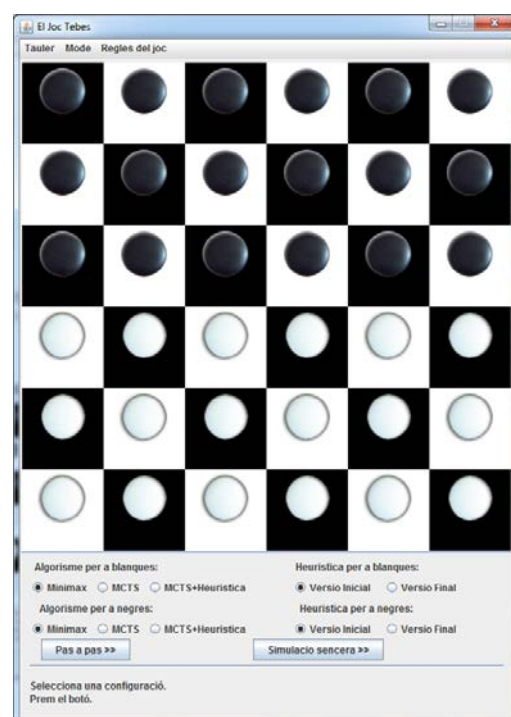 El Joc Tebes
Tauler Mode Regles del joc
Algorisme per a blanques: Heuristica per a blanques:
Minimax MCTS MCTS+Heuristica Versio Inicial Versio Final
Algorisme per a negres: Heuristica per a negres:
Minimax MCTS MCTS+Heuristica Versio Inicial Versio Final
Pas a pas >> Simulacio sencera >>
Selecciona una configuració.
Prem el botó.